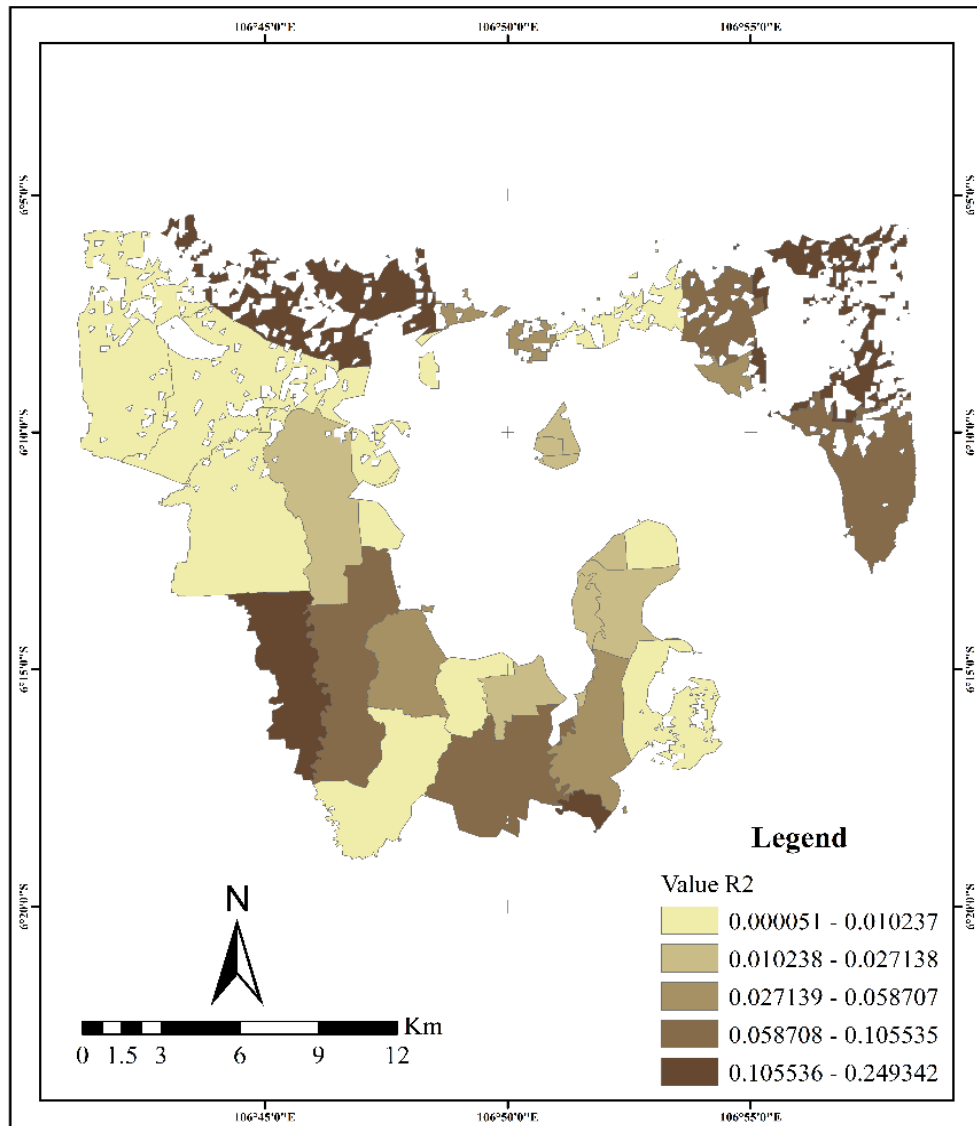 106°45'0"E 106°50'0"E 106°55'0"E
6°5'0"S 6°5'0"S
6°10'0"S 6°10'0"S
6°15'0"S 6°15'0"S
Legend
Value R2
0.000051 - 0.010237
0.010238 - 0.027138
0.027139 - 0.058707
0.058708 - 0.105535
0.105536 - 0.249342
6°20'0"S 6°20'0"S
N
Km
0 1.5 3 6 9 12
106°45'0"E 106°50'0"E 106°55'0"E